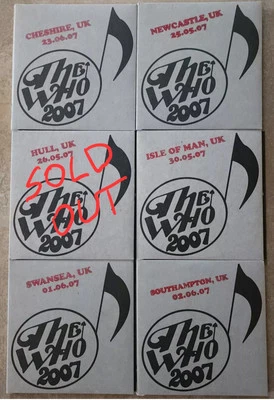 CHESHIRE, UK
23.06.07
THE
WHO
2007
NEWCASTLE, UK
25.05.07
THE
WHO
2007
HULL, UK
26.05.07
SOLD
OUT
THE
WHO
2007
ISLE OF MAN, UK
30.05.07
THE
WHO
2007
SWANSEA, UK
01.06.07
THE
WHO
2007
SOUTHAMPTON, UK
02.06.07
THE
WHO
2007